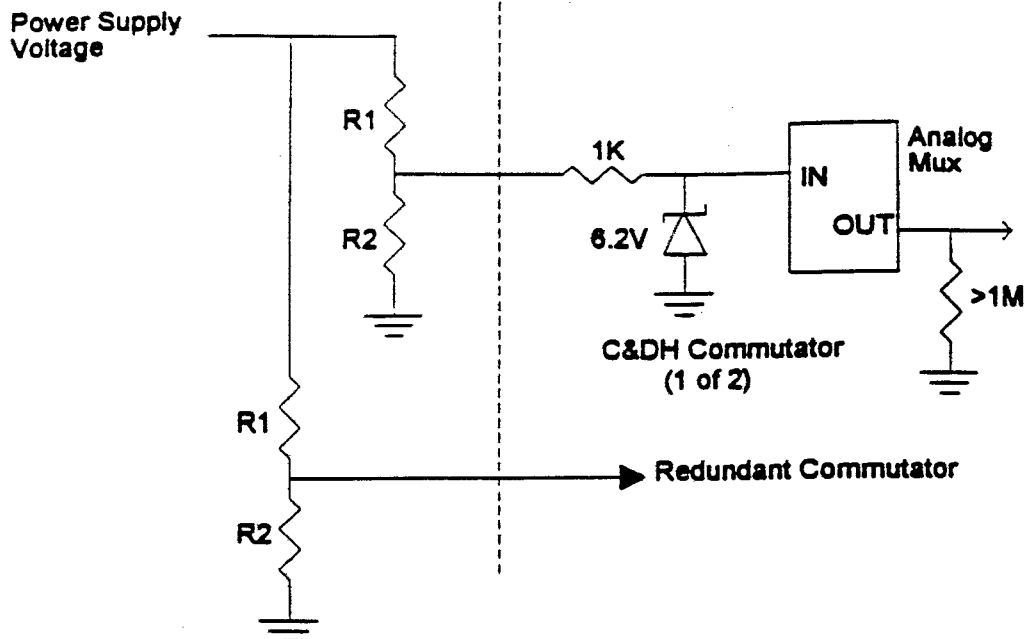 Power Supply
Voltage
R1
R2
1K
6.2V
IN
OUT
Analog
Mux
>1M
C&DH Commutator
(1 of 2)
R1
R2
Redundant Commutator